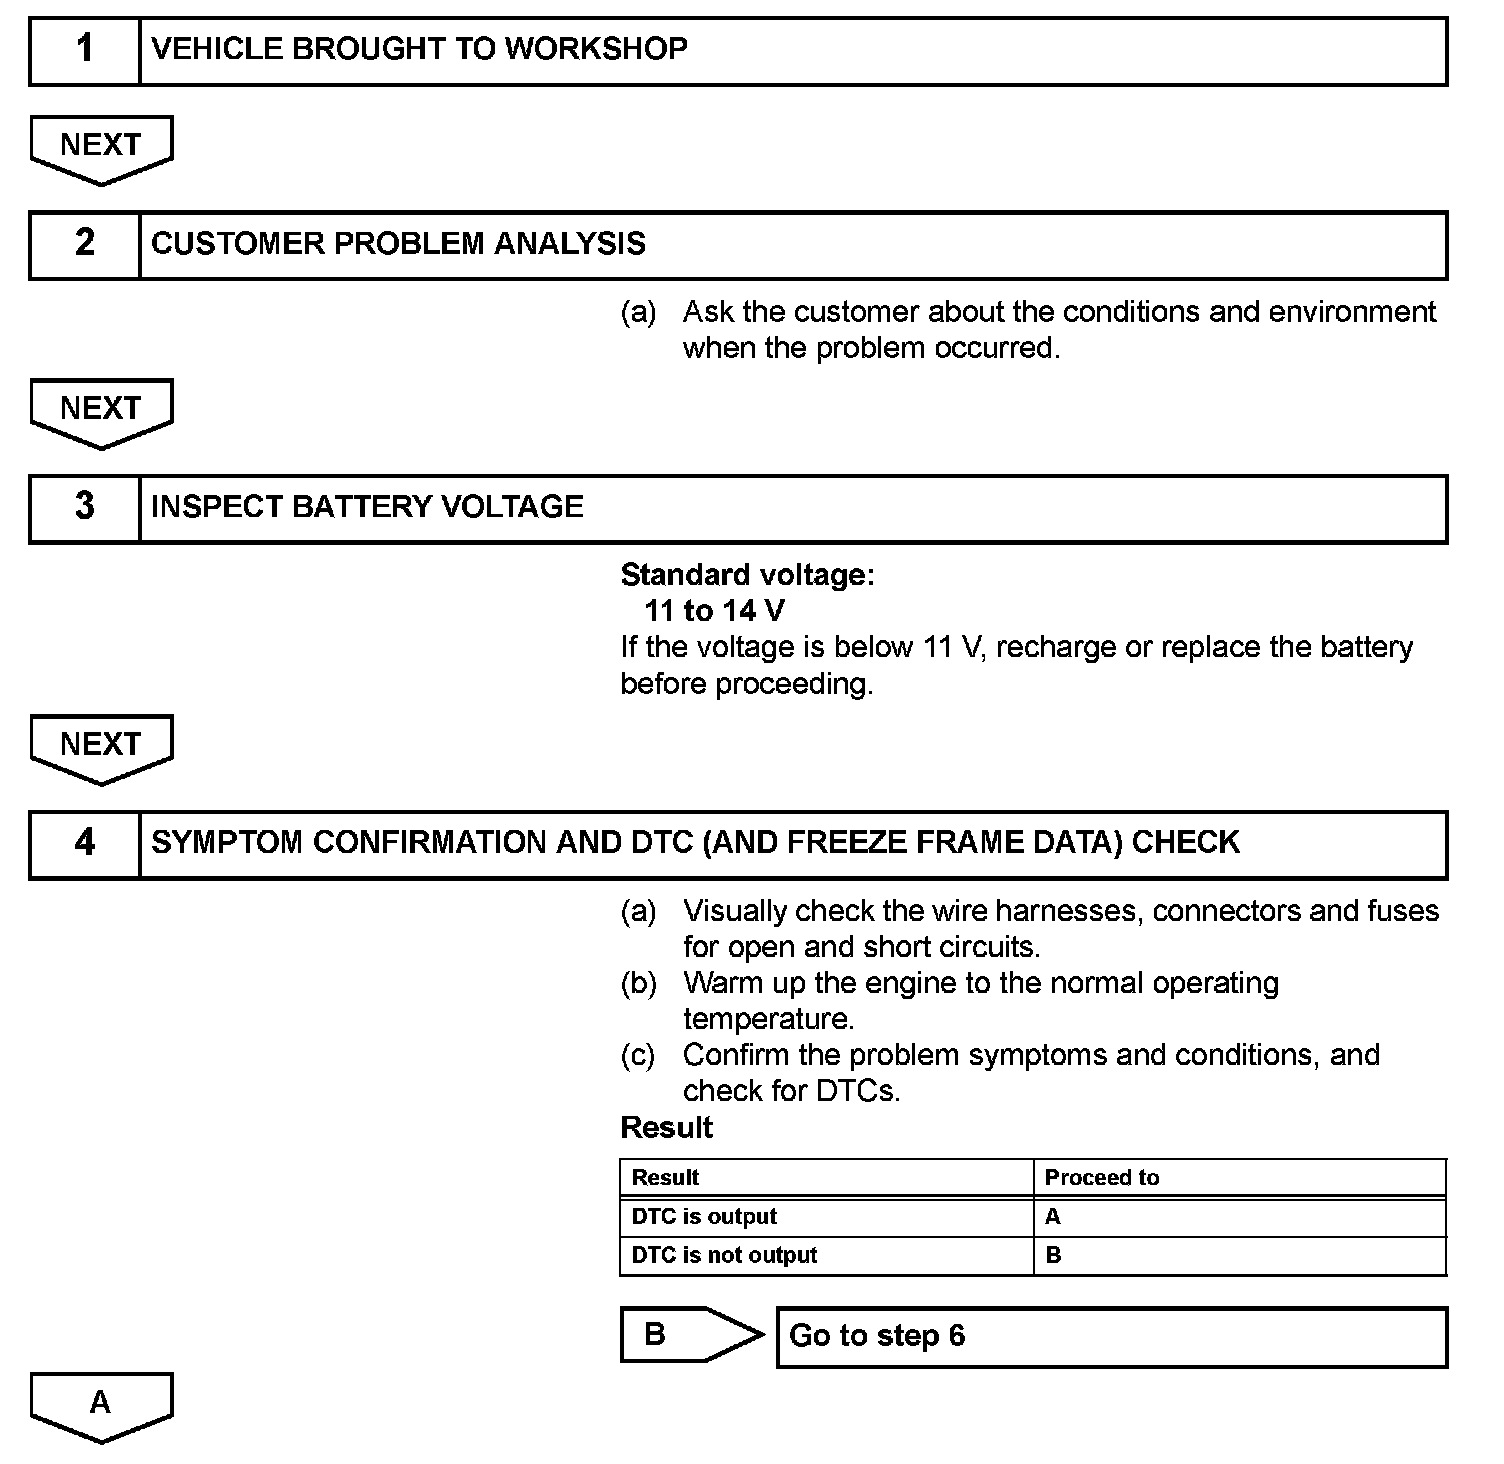 1 VEHICLE BROUGHT TO WORKSHOP
NEXT
2 CUSTOMER PROBLEM ANALYSIS
(a) Ask the customer about the conditions and environment
when the problem occurred.
NEXT
3 INSPECT BATTERY VOLTAGE
Standard voltage:
11 to 14 V
If the voltage is below 11 V, recharge or replace the battery
before proceeding.
NEXT
4 SYMPTOM CONFIRMATION AND DTC (AND FREEZE FRAME DATA) CHECK
(a) Visually check the wire harnesses, connectors and fuses
for open and short circuits.
(b) Warm up the engine to the normal operating
temperature.
(c) Confirm the problem symptoms and conditions, and
check for DTCs.
Result
Result Proceed to
DTC is output A
DTC is not output B
B Go to step 6
A